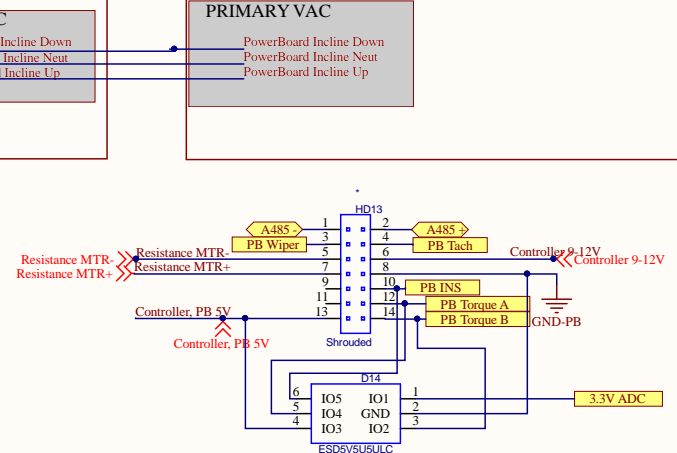 C
PRIMARY VAC
Incline Down
Incline Neut
Incline Up
PowerBoard Incline Down
PowerBoard Incline Neut
PowerBoard Incline Up
*
HD13
A485 -
1
2
A485 +
PB Wiper
3
4
PB Tach
Resistance MTR-
Resistance MTR-
5
6
Controller 9-12V
Controller 9-12V
Resistance MTR+
Resistance MTR+
7
8
9
10
PB INS
11
12
PB Torque A
Controller, PB 5V
13
14
PB Torque B
GND-PB
Controller, PB 5V
Shrouded
D14
6
IO5
IO1
1
3.3V ADC
5
IO4
GND
2
4
IO3
IO2
3
ESD5V5U5ULC